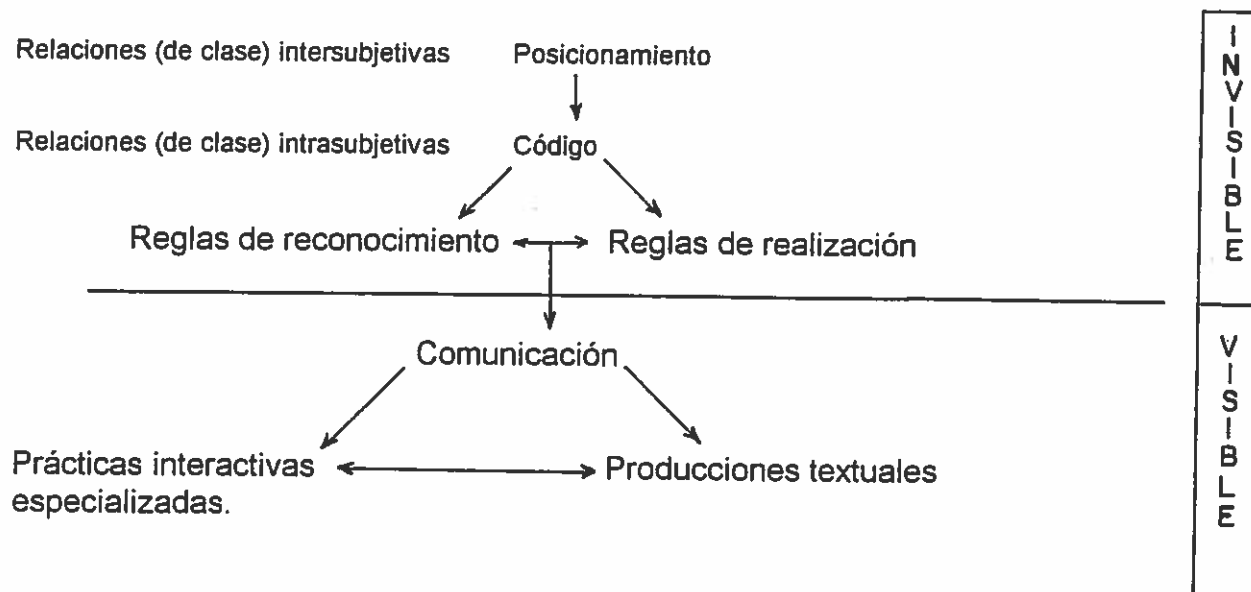 Relaciones (de clase) intersubjetivas Posicionamiento
Relaciones (de clase) intrasubjetivas Código
Reglas de reconocimiento Reglas de realización
Comunicación
Prácticas interactivas Producciones textuales
especializadas.
INVISIBLE
VISIBLE